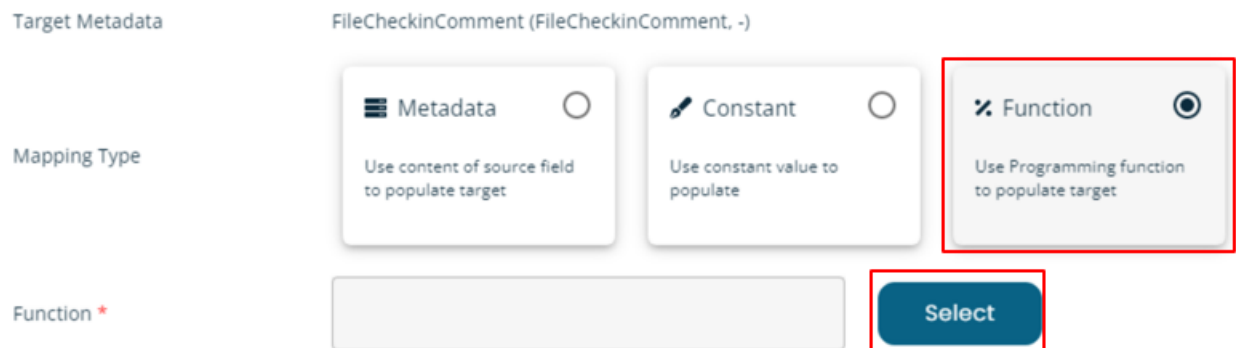 Target Metadata
FileCheckinComment (FileCheckinComment, -)
Mapping Type
Metadata
Use content of source field
to populate target
Constant
Use constant value to
populate
Function
Use Programming function
to populate target
Function *
Select